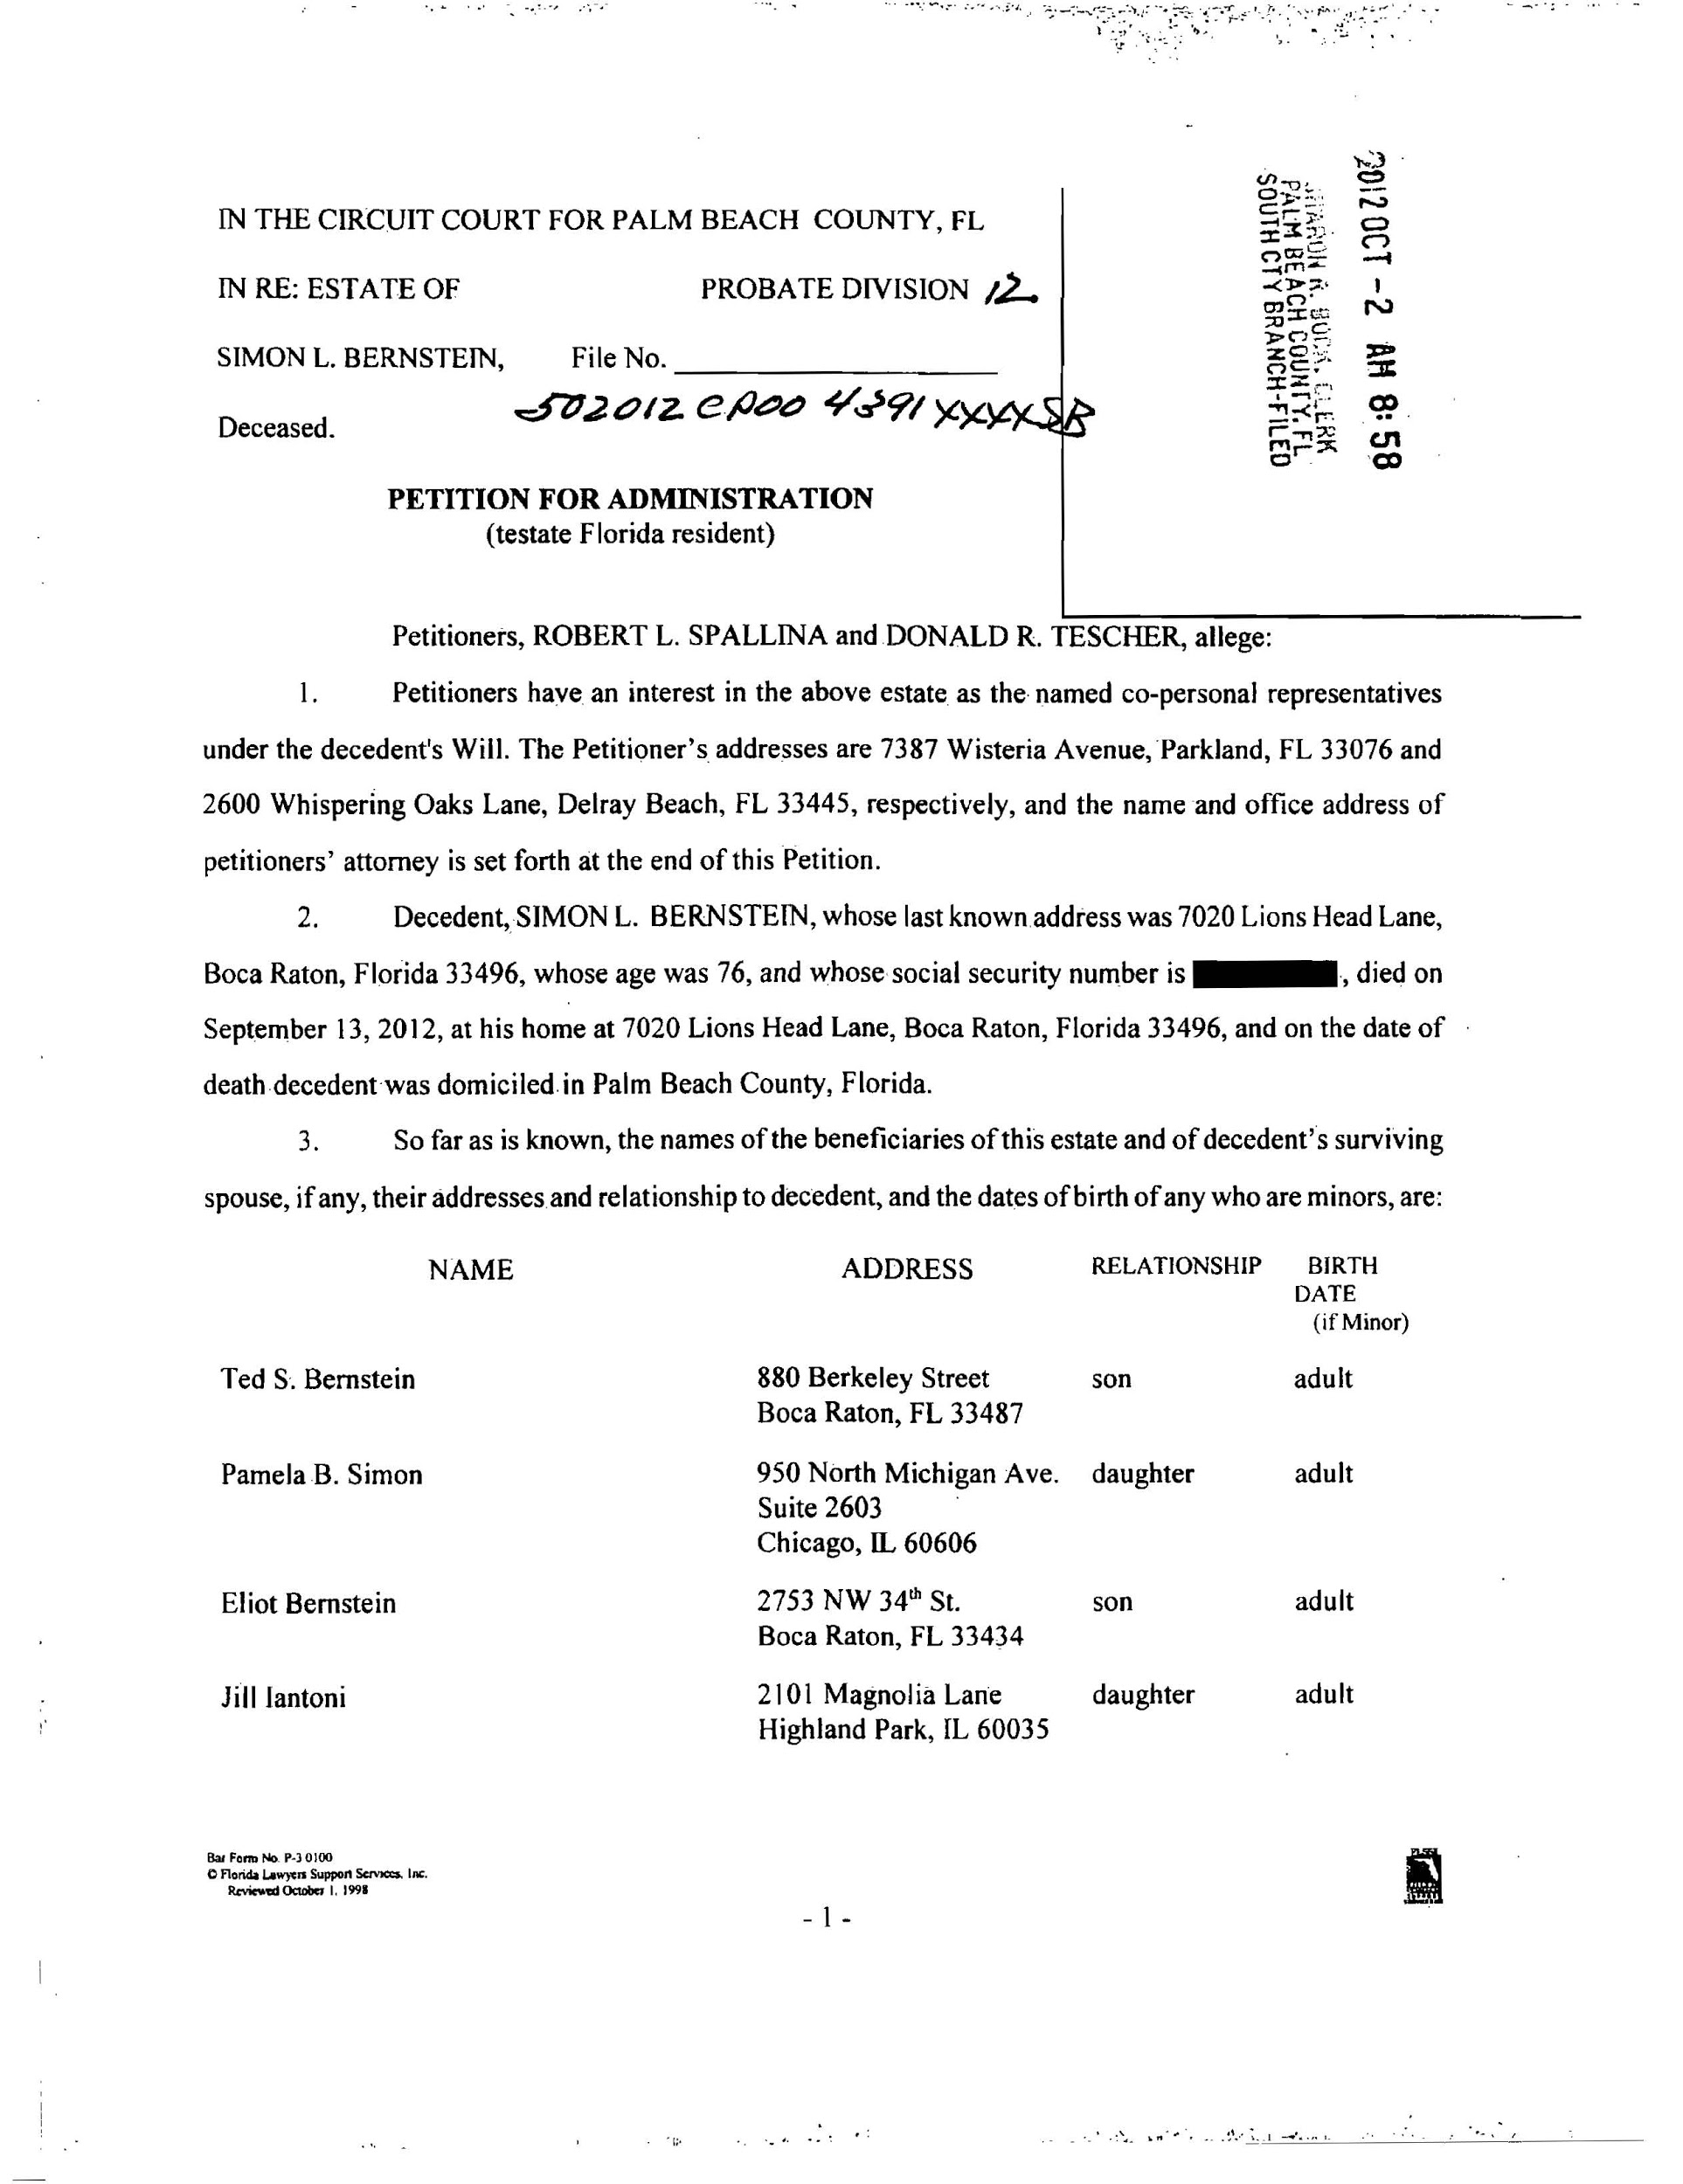 IN THE CIRCUIT COURT FOR PALM BEACH COUNTY, FL
IN RE: ESTATE OF PROBATE DIVISION 12
SIMON L. BERNSTEIN, File No.
502012CP004391XXXXSB
Deceased.
2012 OCT -2 AM 8:58
SHARON R. BOCK, CLERK
PALM BEACH COUNTY, FL
SOUTH CTY BRANCH-FILED
PETITION FOR ADMINISTRATION
(testate Florida resident)
Petitioners, ROBERT L. SPALLINA and DONALD R. TESCHER, allege:
1. Petitioners have an interest in the above estate as the named co-personal representatives
under the decedent's Will. The Petitioner's addresses are 7387 Wisteria Avenue, Parkland, FL 33076 and
2600 Whispering Oaks Lane, Delray Beach, FL 33445, respectively, and the name and office address of
petitioners' attorney is set forth at the end of this Petition.
2. Decedent, SIMON L. BERNSTEIN, whose last known address was 7020 Lions Head Lane,
Boca Raton, Florida 33496, whose age was 76, and whose social security number is , died on
September 13, 2012, at his home at 7020 Lions Head Lane, Boca Raton, Florida 33496, and on the date of
death decedent was domiciled in Palm Beach County, Florida.
3. So far as is known, the names of the beneficiaries of this estate and of decedent's surviving
spouse, if any, their addresses and relationship to decedent, and the dates of birth of any who are minors, are:
NAME ADDRESS RELATIONSHIP BIRTH
DATE
(if Minor)
Ted S. Bernstein 880 Berkeley Street son adult
Boca Raton, FL 33487
Pamela B. Simon 950 North Michigan Ave. daughter adult
Suite 2603
Chicago, IL 60606
Eliot Bernstein 2753 NW 34th St. son adult
Boca Raton, FL 33434
Jill Iantoni 2101 Magnolia Lane daughter adult
Highland Park, IL 60035
Bar Form No. P-3 0100
© Florida Lawyers Support Services, Inc.
Reviewed October 1, 1998
- 1 -